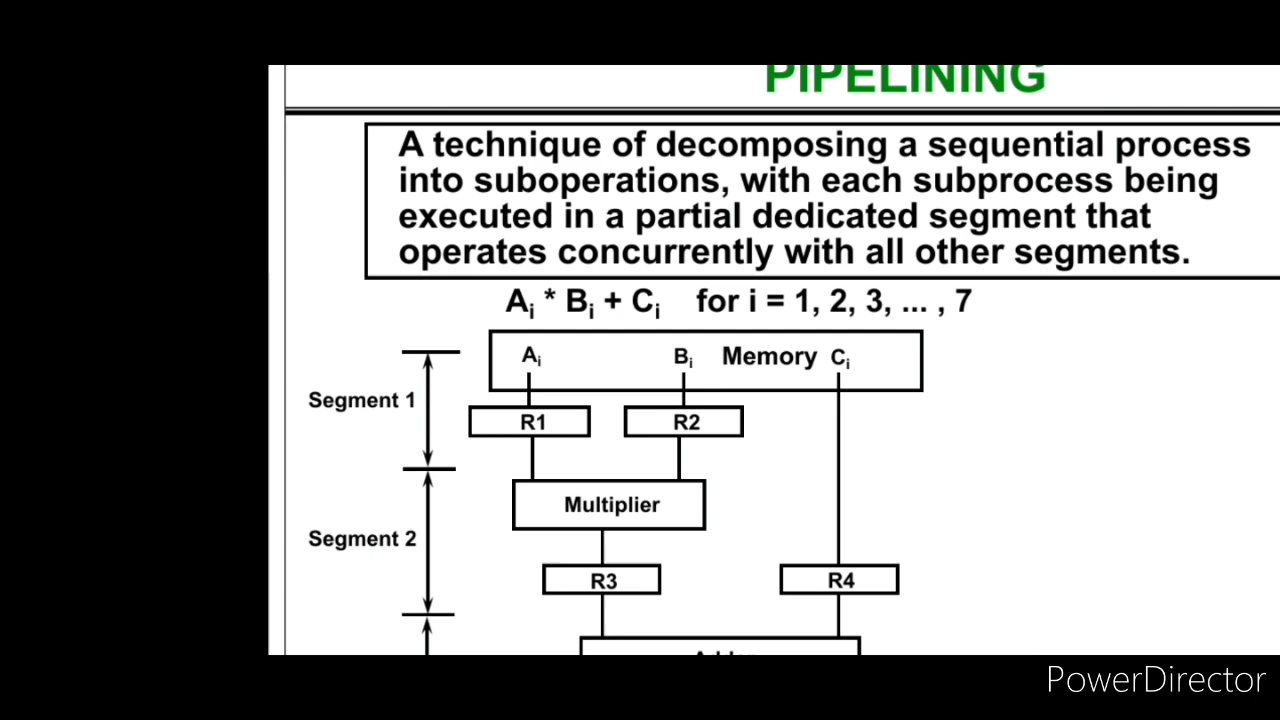 PIPELINING
A technique of decomposing a sequential process
into suboperations, with each subprocess being
executed in a partial dedicated segment that
operates concurrently with all other segments.
Ai * Bi + Ci for i = 1, 2, 3, ... , 7
Ai Bi Memory Ci
Segment 1
R1 R2
Multiplier
Segment 2
R3 R4
PowerDirector